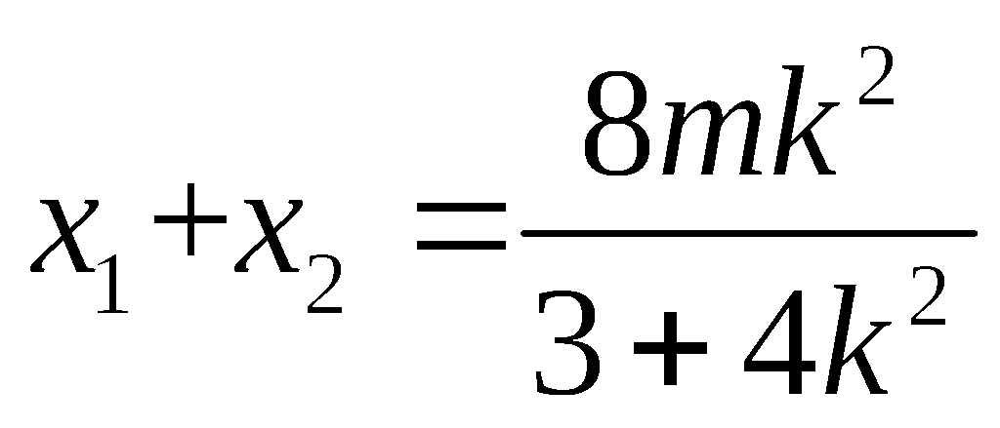 x₁+x₂ = 8mk² / 3 + 4k²